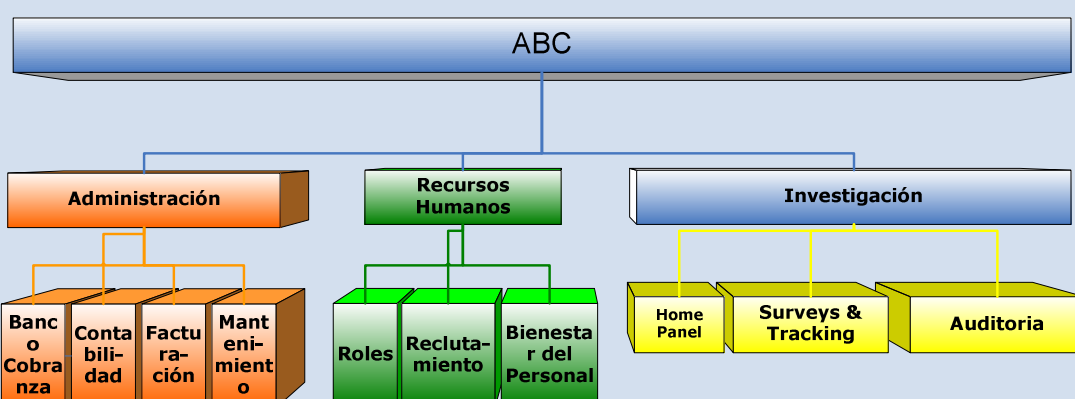 ABC
Administración
Recursos
Humanos
Investigación
Banc
o
Cobra
nza
Conta
bili-
dad
Factu
ra-
ción
Mant
eni-
mient
o
Roles
Recluta-
miento
Bienesta
r del
Personal
Home
Panel
Surveys &
Tracking
Auditoria